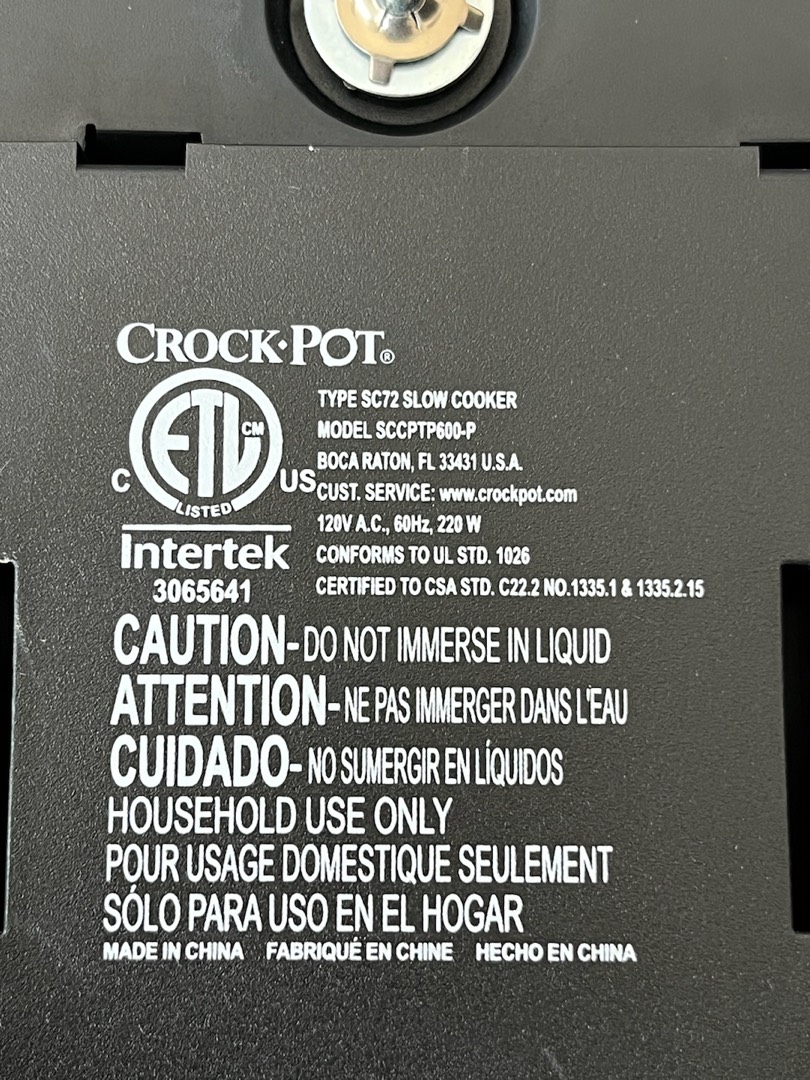 CROCK·POT®
ETL CM
C US
LISTED
Intertek
3065641
TYPE SC72 SLOW COOKER
MODEL SCCPTP600-P
BOCA RATON, FL 33431 U.S.A.
CUST. SERVICE: www.crockpot.com
120V A.C., 60Hz, 220 W
CONFORMS TO UL STD. 1026
CERTIFIED TO CSA STD. C22.2 NO.1335.1 & 1335.2.15
CAUTION- DO NOT IMMERSE IN LIQUID
ATTENTION- NE PAS IMMERGER DANS L'EAU
CUIDADO- NO SUMERGIR EN LÍQUIDOS
HOUSEHOLD USE ONLY
POUR USAGE DOMESTIQUE SEULEMENT
SÓLO PARA USO EN EL HOGAR
MADE IN CHINA FABRIQUÉ EN CHINE HECHO EN CHINA